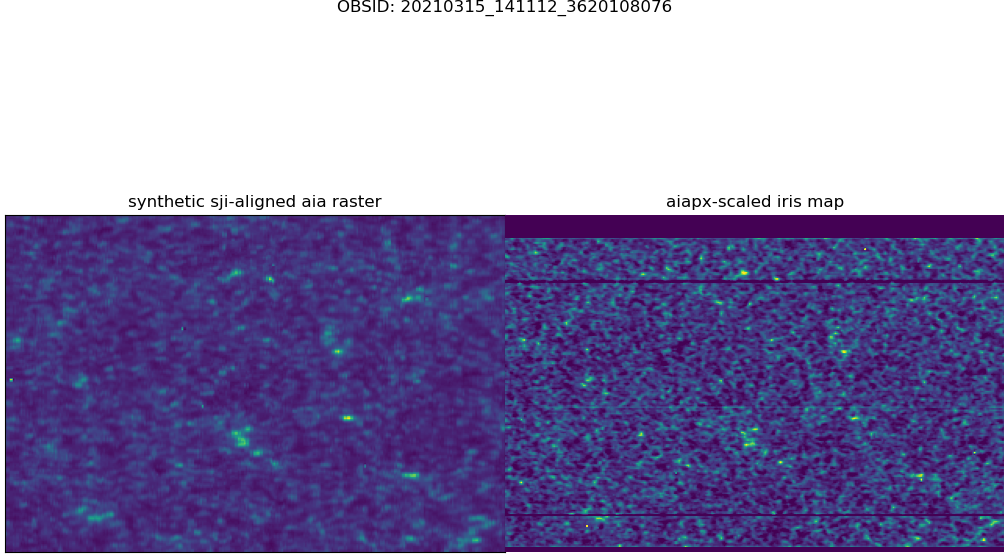 OBSID: 20210315_141112_3620108076
synthetic sji-aligned aia raster
aiapx-scaled iris map